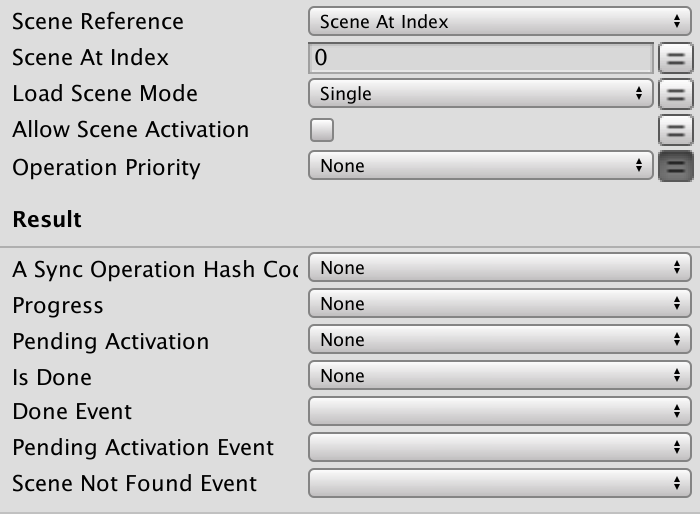 Scene Reference Scene At Index
Scene At Index 0
Load Scene Mode Single
Allow Scene Activation
Operation Priority None
Result
A Sync Operation Hash Coc None
Progress None
Pending Activation None
Is Done None
Done Event
Pending Activation Event
Scene Not Found Event